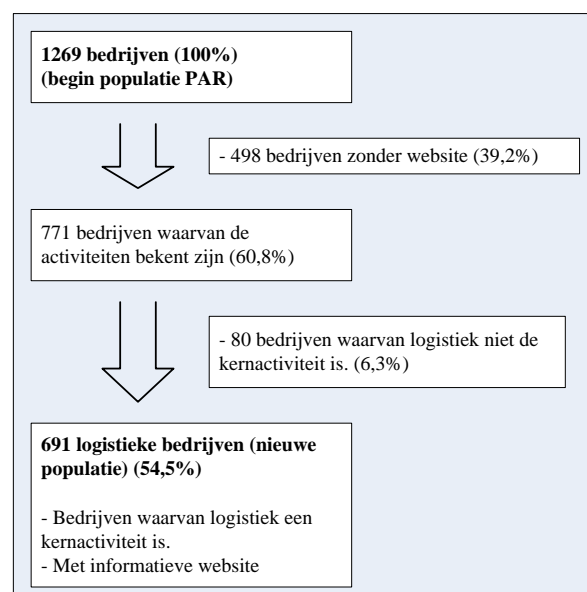 1269 bedrijven (100%)
(begin populatie PAR)
- 498 bedrijven zonder website (39,2%)
771 bedrijven waarvan de
activiteiten bekent zijn (60,8%)
- 80 bedrijven waarvan logistiek niet de
kernactiviteit is. (6,3%)
691 logistieke bedrijven (nieuwe
populatie) (54,5%)
- Bedrijven waarvan logistiek een
kernactiviteit is.
- Met informatieve website